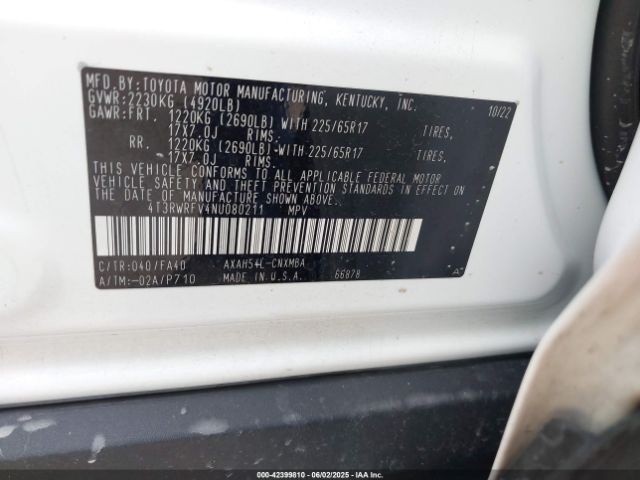 MFD.BY:TOYOTA MOTOR MANUFACTURING, KENTUCKY, INC.
GVWR:2230KG (4920LB) 10/22
GAWR:FRT. 1220KG (2690LB) WITH 225/65R17 TIRES,
17X7.0J RIMS.
RR. 1220KG (2690LB) WITH 225/65R17 TIRES,
17X7.0J RIMS.
THIS VEHICLE CONFORMS TO ALL APPLICABLE FEDERAL MOTOR
VEHICLE SAFETY AND THEFT PREVENTION STANDARDS IN EFFECT ON
THE DATE OF MANUFACTURE SHOWN ABOVE.
4T3RWRFV4NU080211 MPV
C/TR:040/FA40 AXAH54L-CNXMBA
A/TM:-02A/P710 MADE IN U.S.A. 66878 A
000-42399810 - 06/02/2025 - IAAI.com